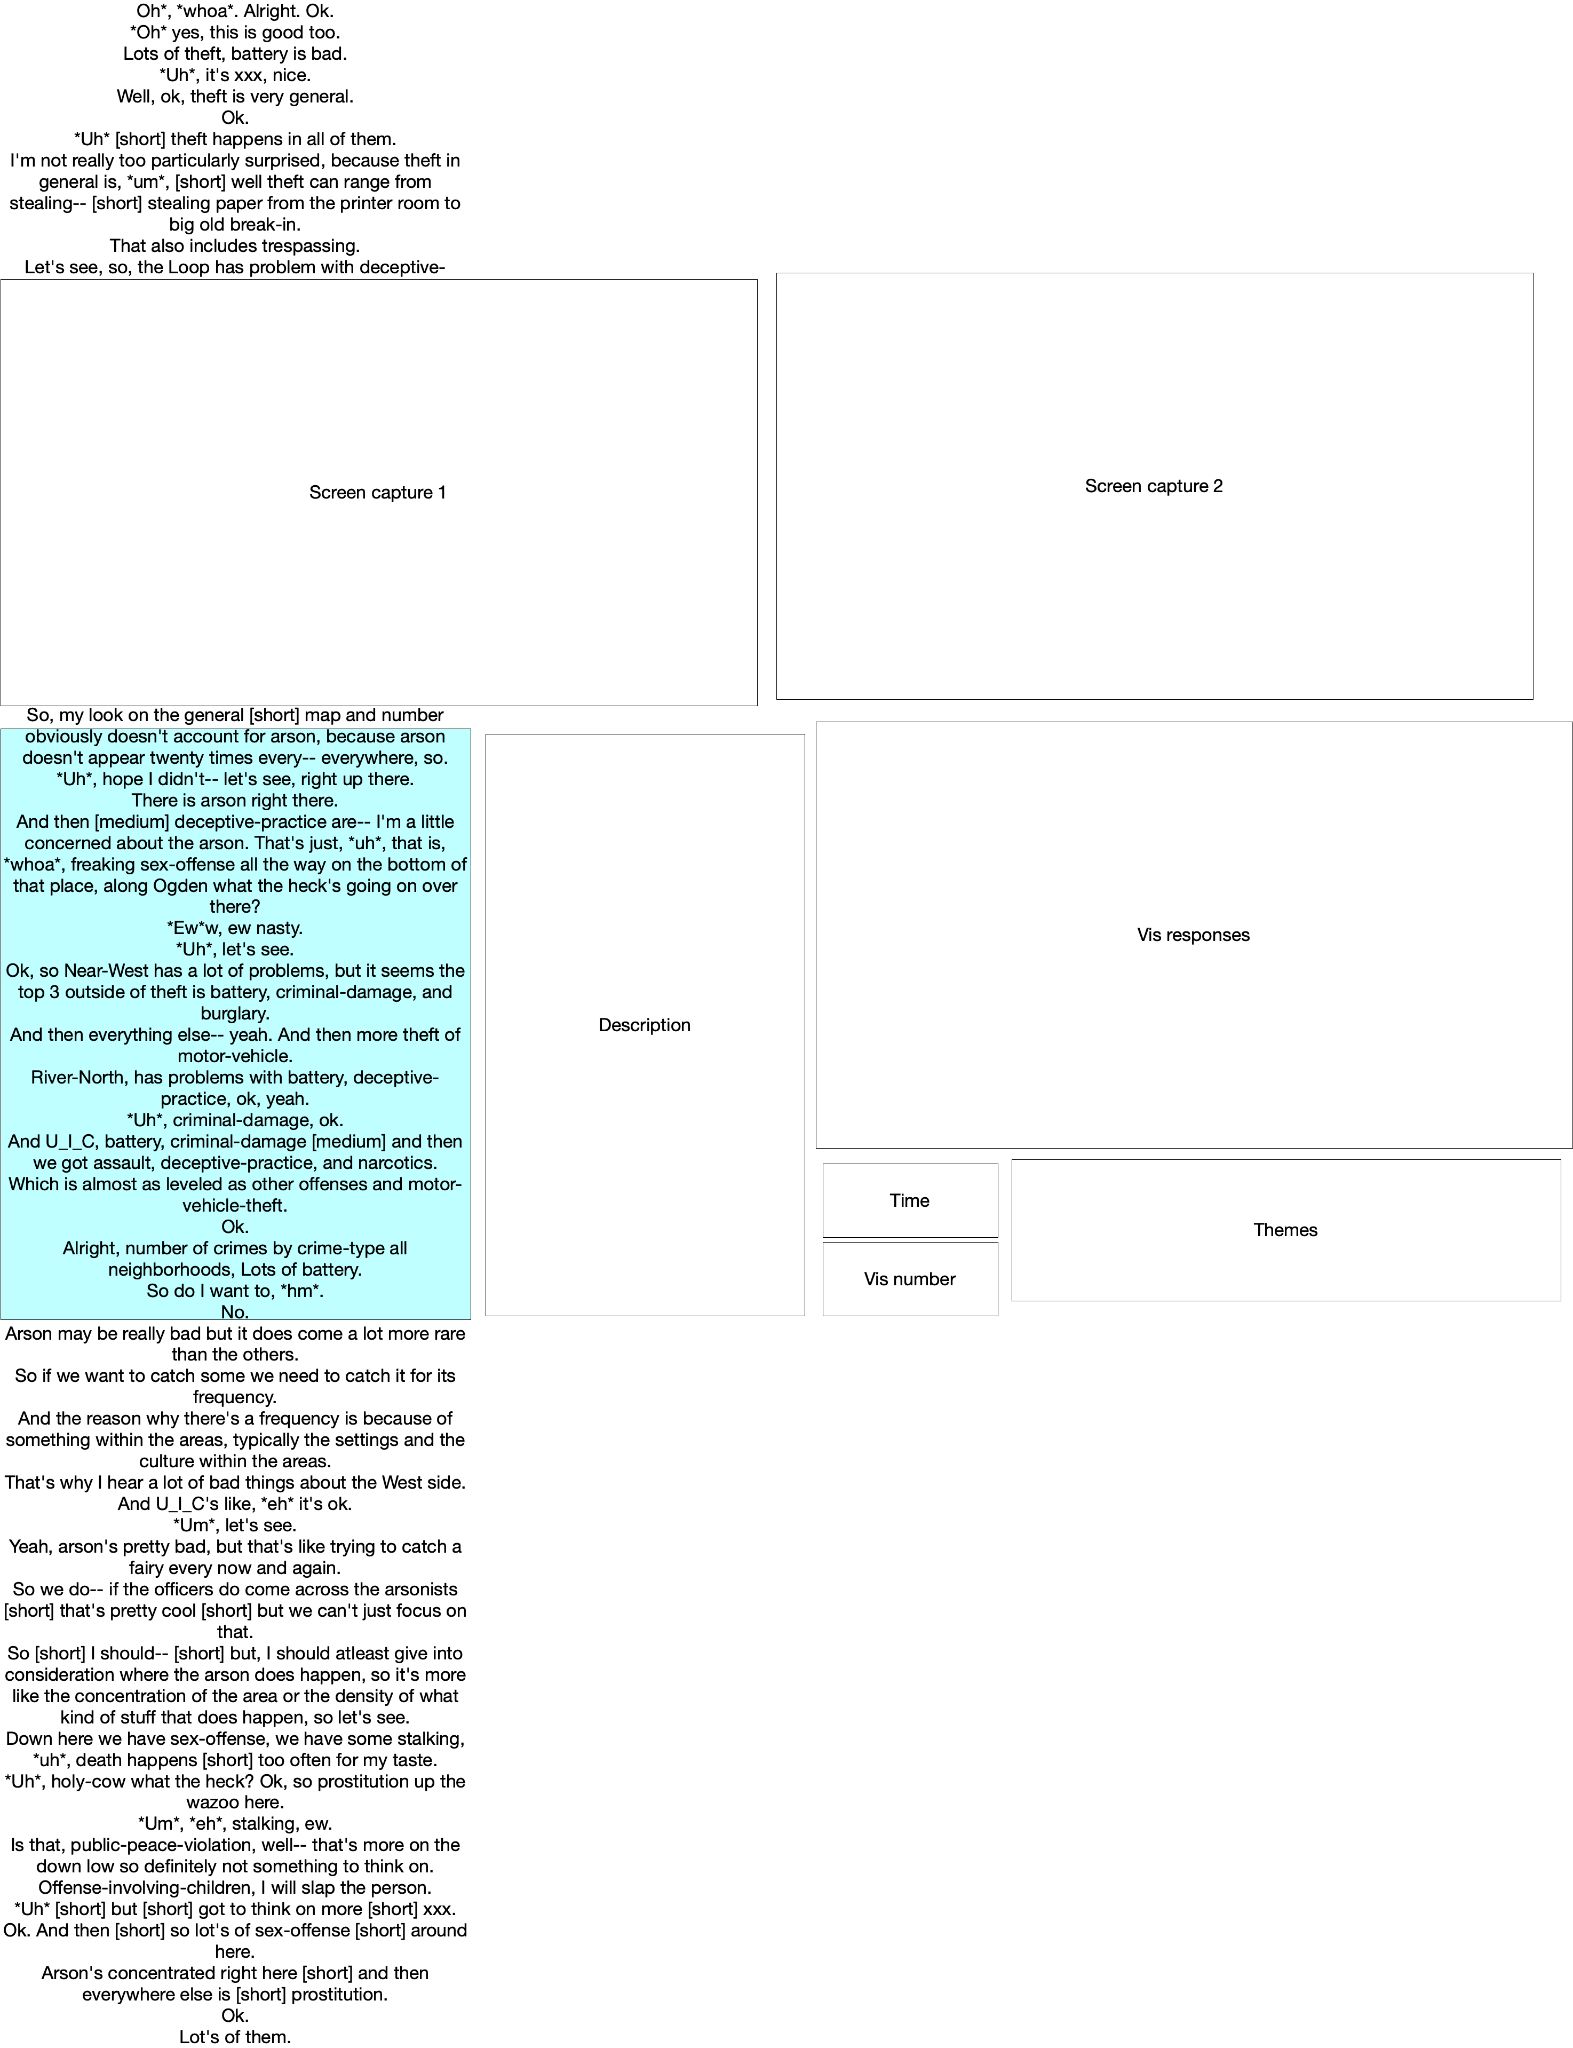 Oh*, *whoa*. Alright. Ok.
*Oh* yes, this is good too.
Lots of theft, battery is bad.
*Uh*, it's xxx, nice.
Well, ok, theft is very general.
Ok.
*Uh* [short] theft happens in all of them.
I'm not really too particularly surprised, because theft in
general is, *um*, [short] well theft can range from
stealing-- [short] stealing paper from the printer room to
big old break-in.
That also includes trespassing.
Let's see, so, the Loop has problem with deceptive-
Screen capture 1
Screen capture 2
So, my look on the general [short] map and number
obviously doesn't account for arson, because arson
doesn't appear twenty times every-- everywhere, so.
*Uh*, hope I didn't-- let's see, right up there.
There is arson right there.
And then [medium] deceptive-practice are-- I'm a little
concerned about the arson. That's just, *uh*, that is,
*whoa*, freaking sex-offense all the way on the bottom of
that place, along Ogden what the heck's going on over
there?
*Ew*w, ew nasty.
*Uh*, let's see.
Ok, so Near-West has a lot of problems, but it seems the
top 3 outside of theft is battery, criminal-damage, and
burglary.
And then everything else-- yeah. And then more theft of
motor-vehicle.
River-North, has problems with battery, deceptive-
practice, ok, yeah.
*Uh*, criminal-damage, ok.
And U_I_C, battery, criminal-damage [medium] and then
we got assault, deceptive-practice, and narcotics.
Which is almost as leveled as other offenses and motor-
vehicle-theft.
Ok.
Alright, number of crimes by crime-type all
neighborhoods, Lots of battery.
So do I want to, *hm*.
No.
Arson may be really bad but it does come a lot more rare
than the others.
So if we want to catch some we need to catch it for its
frequency.
And the reason why there's a frequency is because of
something within the areas, typically the settings and the
culture within the areas.
That's why I hear a lot of bad things about the West side.
And U_I_C's like, *eh* it's ok.
*Um*, let's see.
Yeah, arson's pretty bad, but that's like trying to catch a
fairy every now and again.
So we do-- if the officers do come across the arsonists
[short] that's pretty cool [short] but we can't just focus on
that.
So [short] I should-- [short] but, I should atleast give into
consideration where the arson does happen, so it's more
like the concentration of the area or the density of what
kind of stuff that does happen, so let's see.
Down here we have sex-offense, we have some stalking,
*uh*, death happens [short] too often for my taste.
*Uh*, holy-cow what the heck? Ok, so prostitution up the
wazoo here.
*Um*, *eh*, stalking, ew.
Is that, public-peace-violation, well-- that's more on the
down low so definitely not something to think on.
Offense-involving-children, I will slap the person.
*Uh* [short] but [short] got to think on more [short] xxx.
Ok. And then [short] so lot's of sex-offense [short] around
here.
Arson's concentrated right here [short] and then
everywhere else is [short] prostitution.
Ok.
Lot's of them.
Description
Vis responses
Time
Vis number
Themes